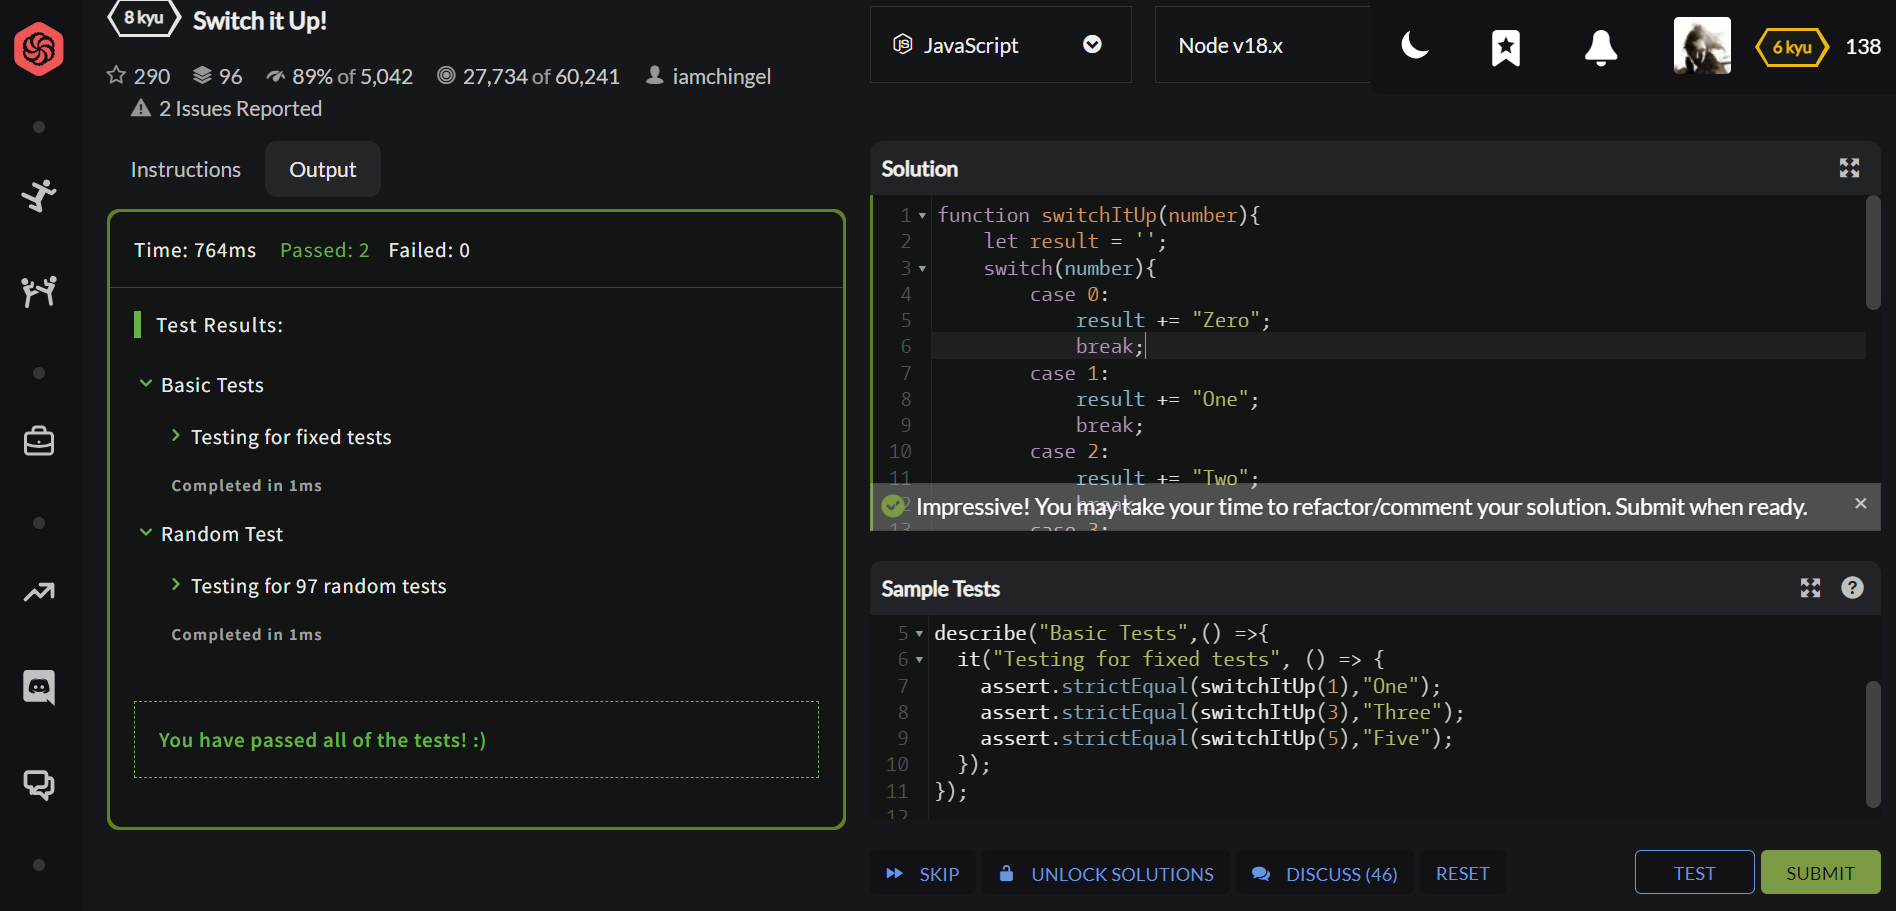 8 kyu Switch it Up!
290 96 89% of 5,042 27,734 of 60,241 iamchingel
2 Issues Reported
JavaScript
Node v18.x
6 kyu 138
Instructions Output
Time: 764ms Passed: 2 Failed: 0
Test Results:
Basic Tests
Testing for fixed tests
Completed in 1ms
Random Test
Testing for 97 random tests
Completed in 1ms
You have passed all of the tests! :)
Solution
1 function switchItUp(number){
2 let result = '';
3 switch(number){
4 case 0:
5 result += "Zero";
6 break;
7 case 1:
8 result += "One";
9 break;
10 case 2:
11 result += "Two";
12 break;
13 case 3:
Impressive! You may take your time to refactor/comment your solution. Submit when ready. ×
Sample Tests
5 describe("Basic Tests",() =>{
6 it("Testing for fixed tests", () => {
7 assert.strictEqual(switchItUp(1),"One");
8 assert.strictEqual(switchItUp(3),"Three");
9 assert.strictEqual(switchItUp(5),"Five");
10 });
11 });
12
SKIP UNLOCK SOLUTIONS DISCUSS (46) RESET TEST SUBMIT